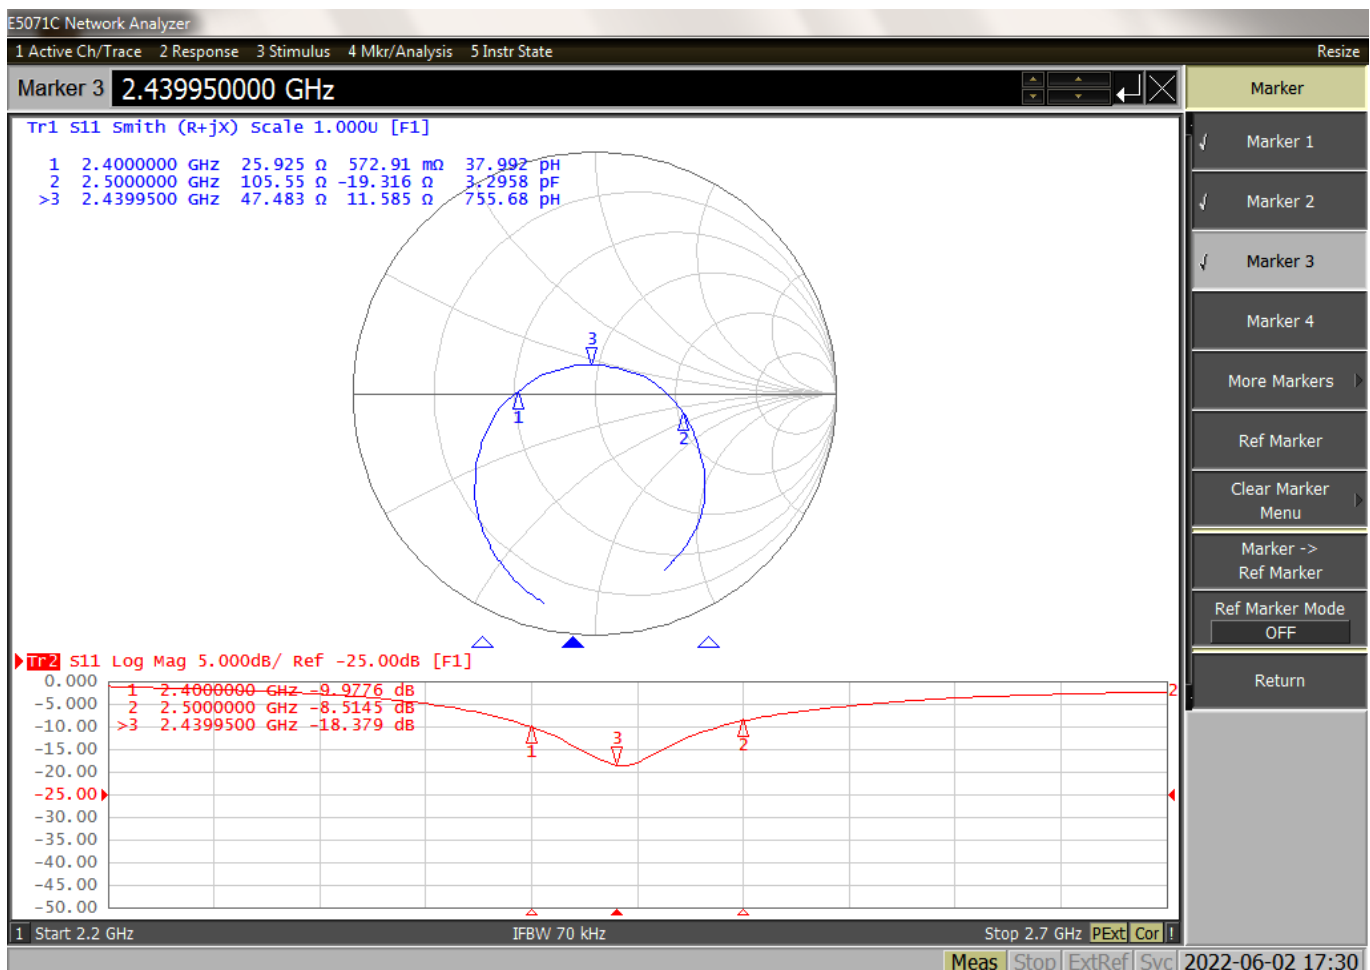 E5071C Network Analyzer
1 Active Ch/Trace 2 Response 3 Stimulus 4 Mkr/Analysis 5 Instr State Resize
Marker 3 2.439950000 GHz
Marker
Tr1 S11 Smith (R+jX) Scale 1.000U [F1]
1 2.4000000 GHz 25.925 Ω 572.91 mΩ 37.992 pH
2 2.5000000 GHz 105.55 Ω -19.316 Ω 3.2958 pF
>3 2.4399500 GHz 47.483 Ω 11.585 Ω 755.68 pH
3
1
2
Marker 1
Marker 2
Marker 3
Marker 4
More Markers
Ref Marker
Clear Marker
Menu
Marker ->
Ref Marker
Ref Marker Mode
OFF
Return
Tr2 S11 Log Mag 5.000dB/ Ref -25.00dB [F1]
0.000
-5.000
-10.00
-15.00
-20.00
-25.00
-30.00
-35.00
-40.00
-45.00
-50.00
1 2.4000000 GHz -9.9776 dB
2 2.5000000 GHz -8.5145 dB
>3 2.4399500 GHz -18.379 dB
1
3
2
2
1 Start 2.2 GHz IFBW 70 kHz Stop 2.7 GHz PExt Cor !
Meas Stop ExtRef Svc 2022-06-02 17:30